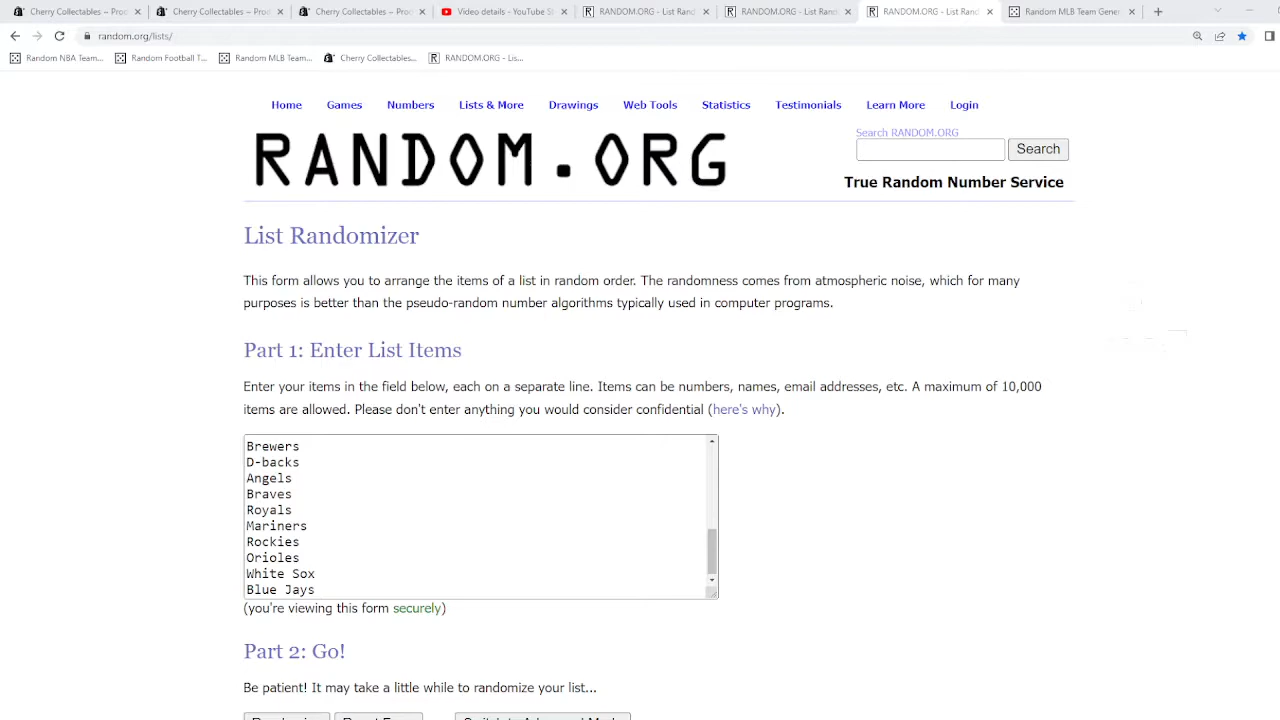 Cherry Collectables ~ Prod
Cherry Collectables ~ Prod
Cherry Collectables ~ Prod
Video details - YouTube St
RANDOM.ORG - List Rand
RANDOM.ORG - List Rand
RANDOM.ORG - List Rand
Random MLB Team Gene
random.org/lists/
Random NBA Team...
Random Football T...
Random MLB Team...
Cherry Collectables...
RANDOM.ORG - Lis...
Home Games Numbers Lists & More Drawings Web Tools Statistics Testimonials Learn More Login
RANDOM.ORG
Search RANDOM.ORG
Search
True Random Number Service
List Randomizer
This form allows you to arrange the items of a list in random order. The randomness comes from atmospheric noise, which for many
purposes is better than the pseudo-random number algorithms typically used in computer programs.
Part 1: Enter List Items
Enter your items in the field below, each on a separate line. Items can be numbers, names, email addresses, etc. A maximum of 10,000
items are allowed. Please don't enter anything you would consider confidential (here's why).
Brewers
D-backs
Angels
Braves
Royals
Mariners
Rockies
Orioles
White Sox
Blue Jays
(you're viewing this form securely)
Part 2: Go!
Be patient! It may take a little while to randomize your list...